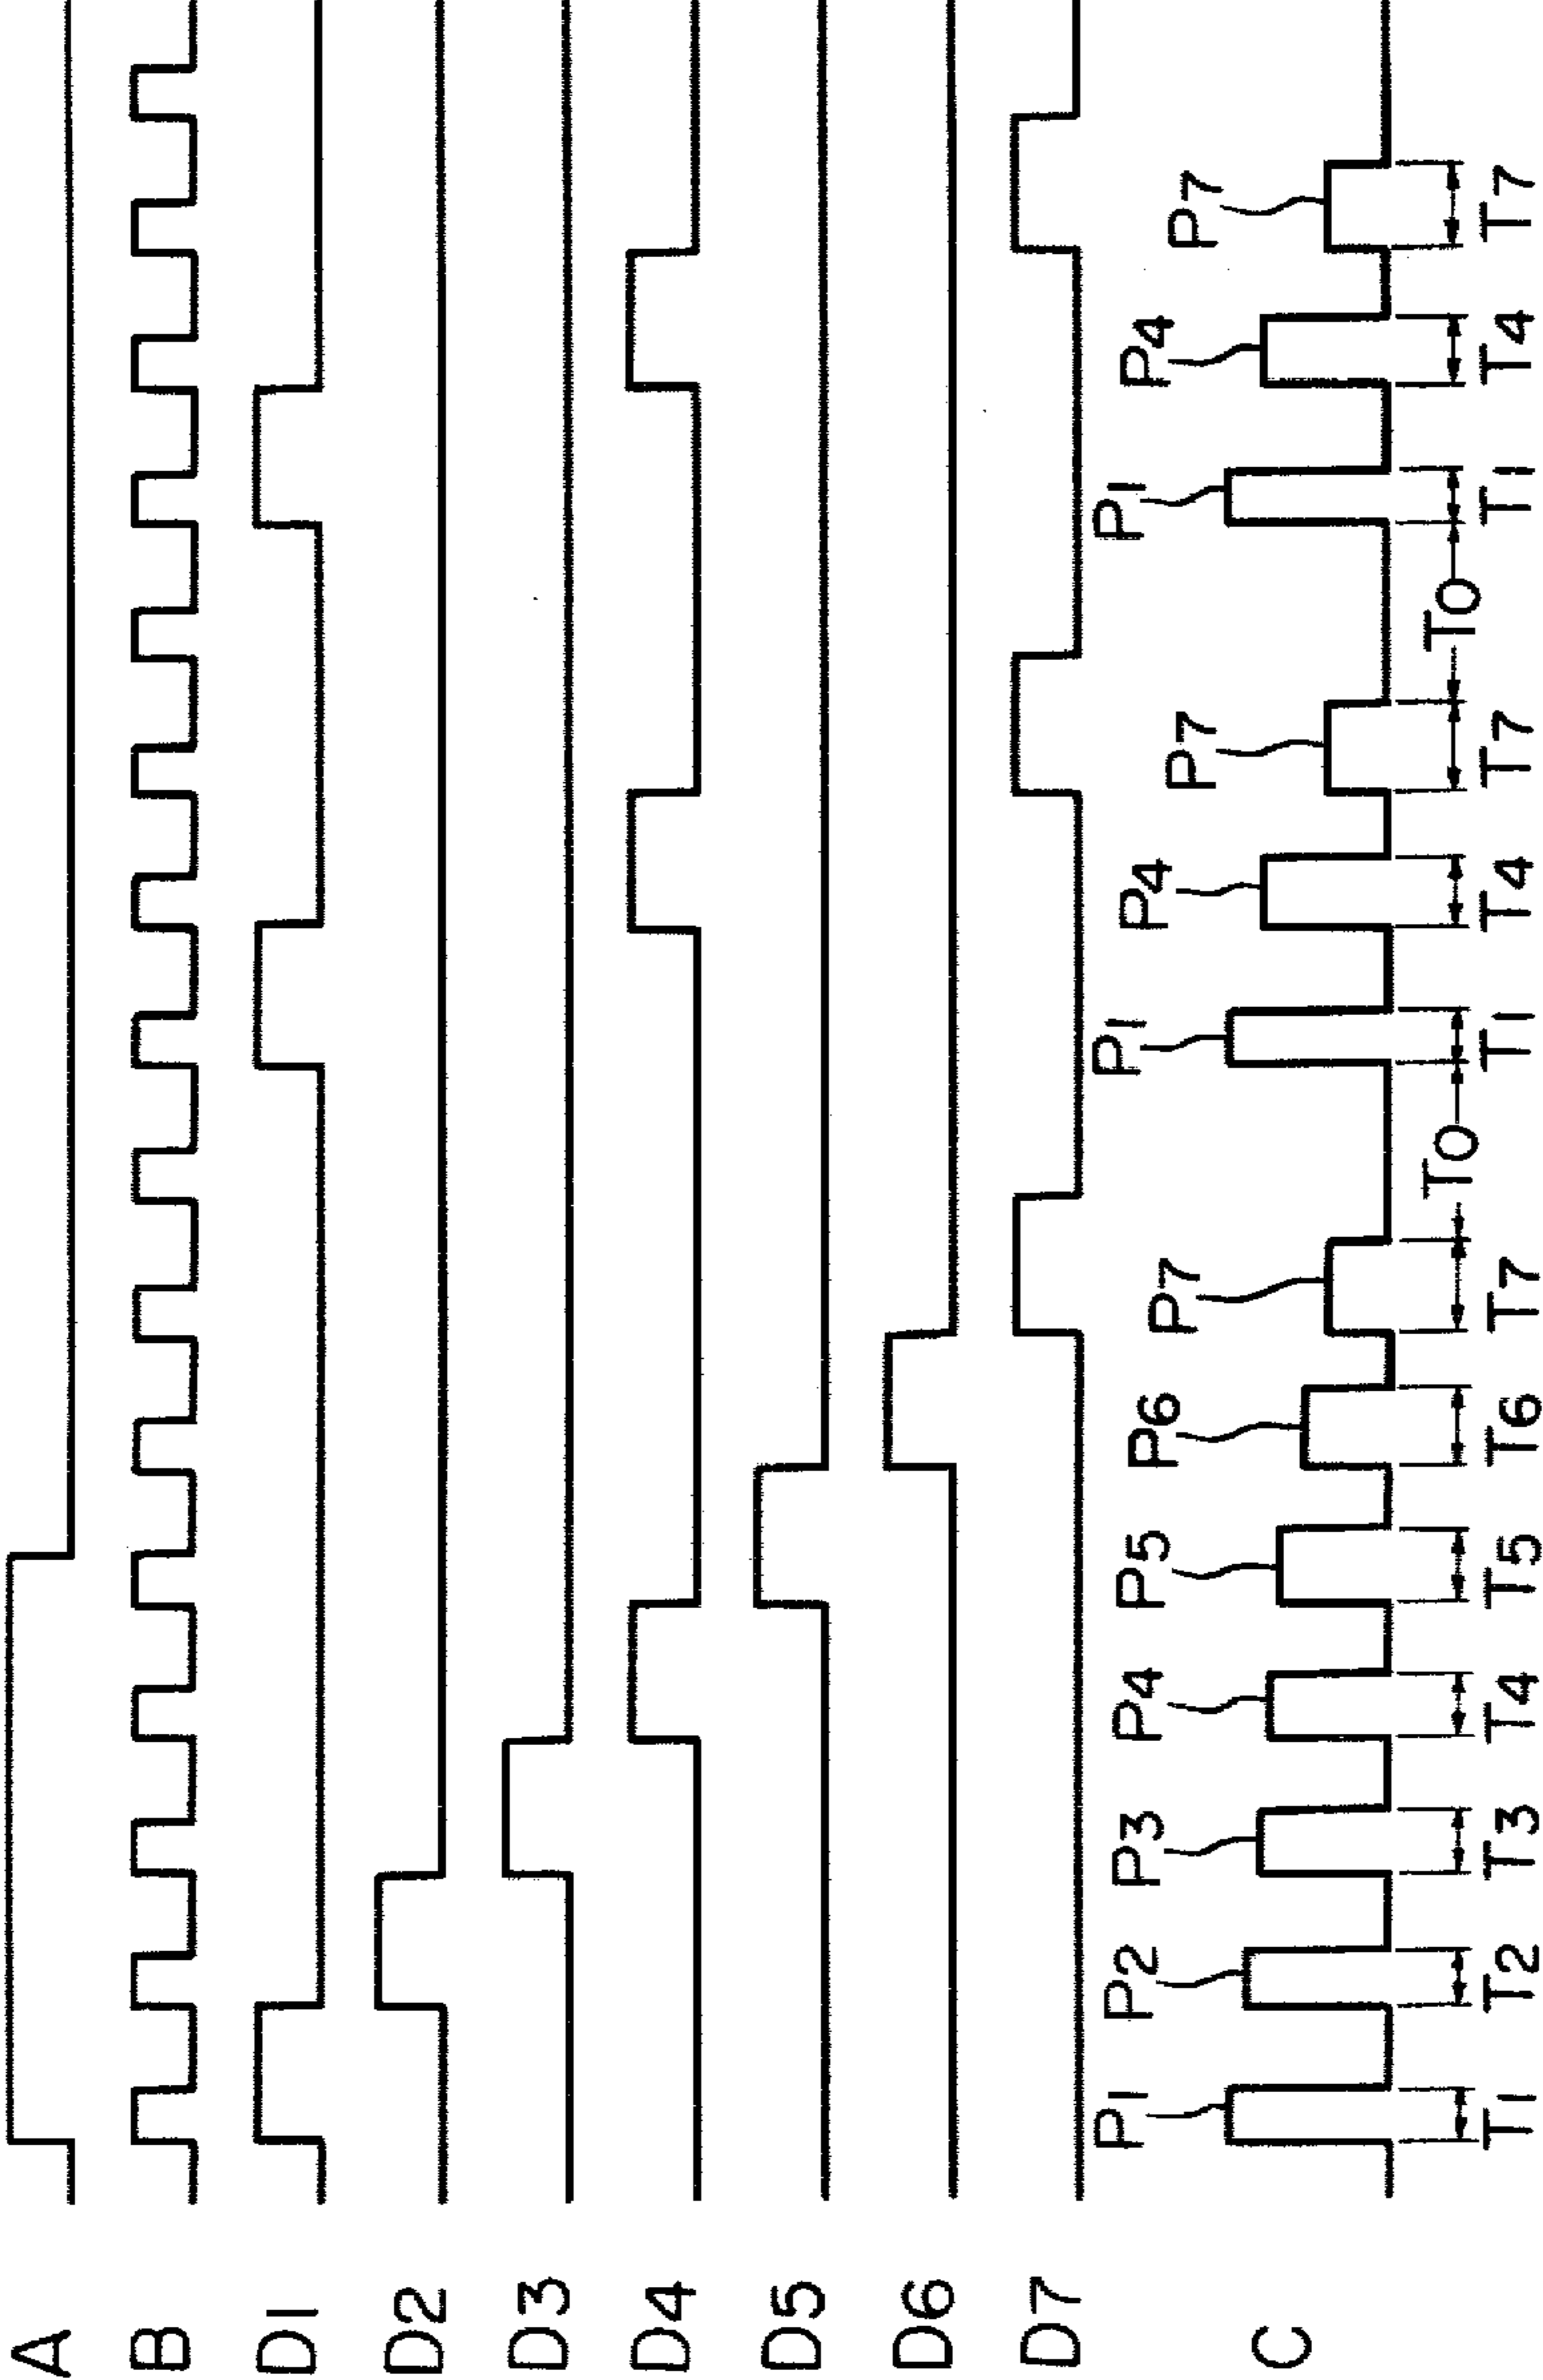 A
B
D1
D2
D3
D4
D5
D6
D7
P1 P2 P3 P4 P5 P6 P7 P1 P4 P7 P1 P4 P7
C
T0 T0
T1 T2 T3 T4 T5 T6 T7 T1 T4 T7 T1 T4 T7